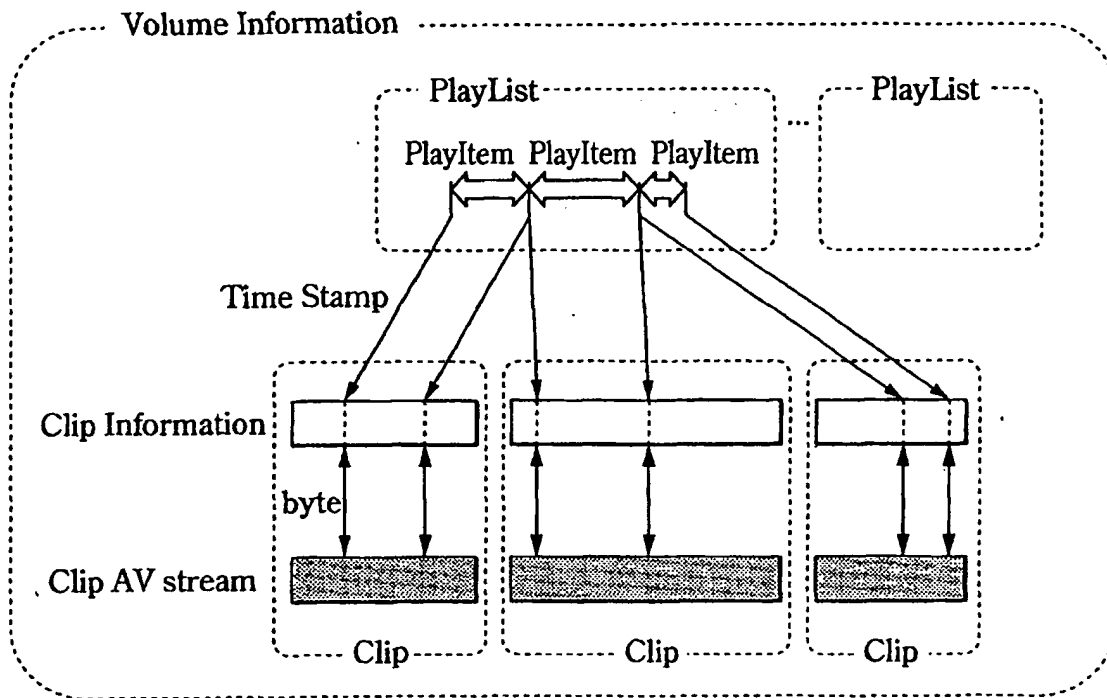 Volume Information
PlayList
...
PlayList
PlayItem PlayItem PlayItem
Time Stamp
Clip Information
byte
Clip AV stream
Clip
Clip
Clip